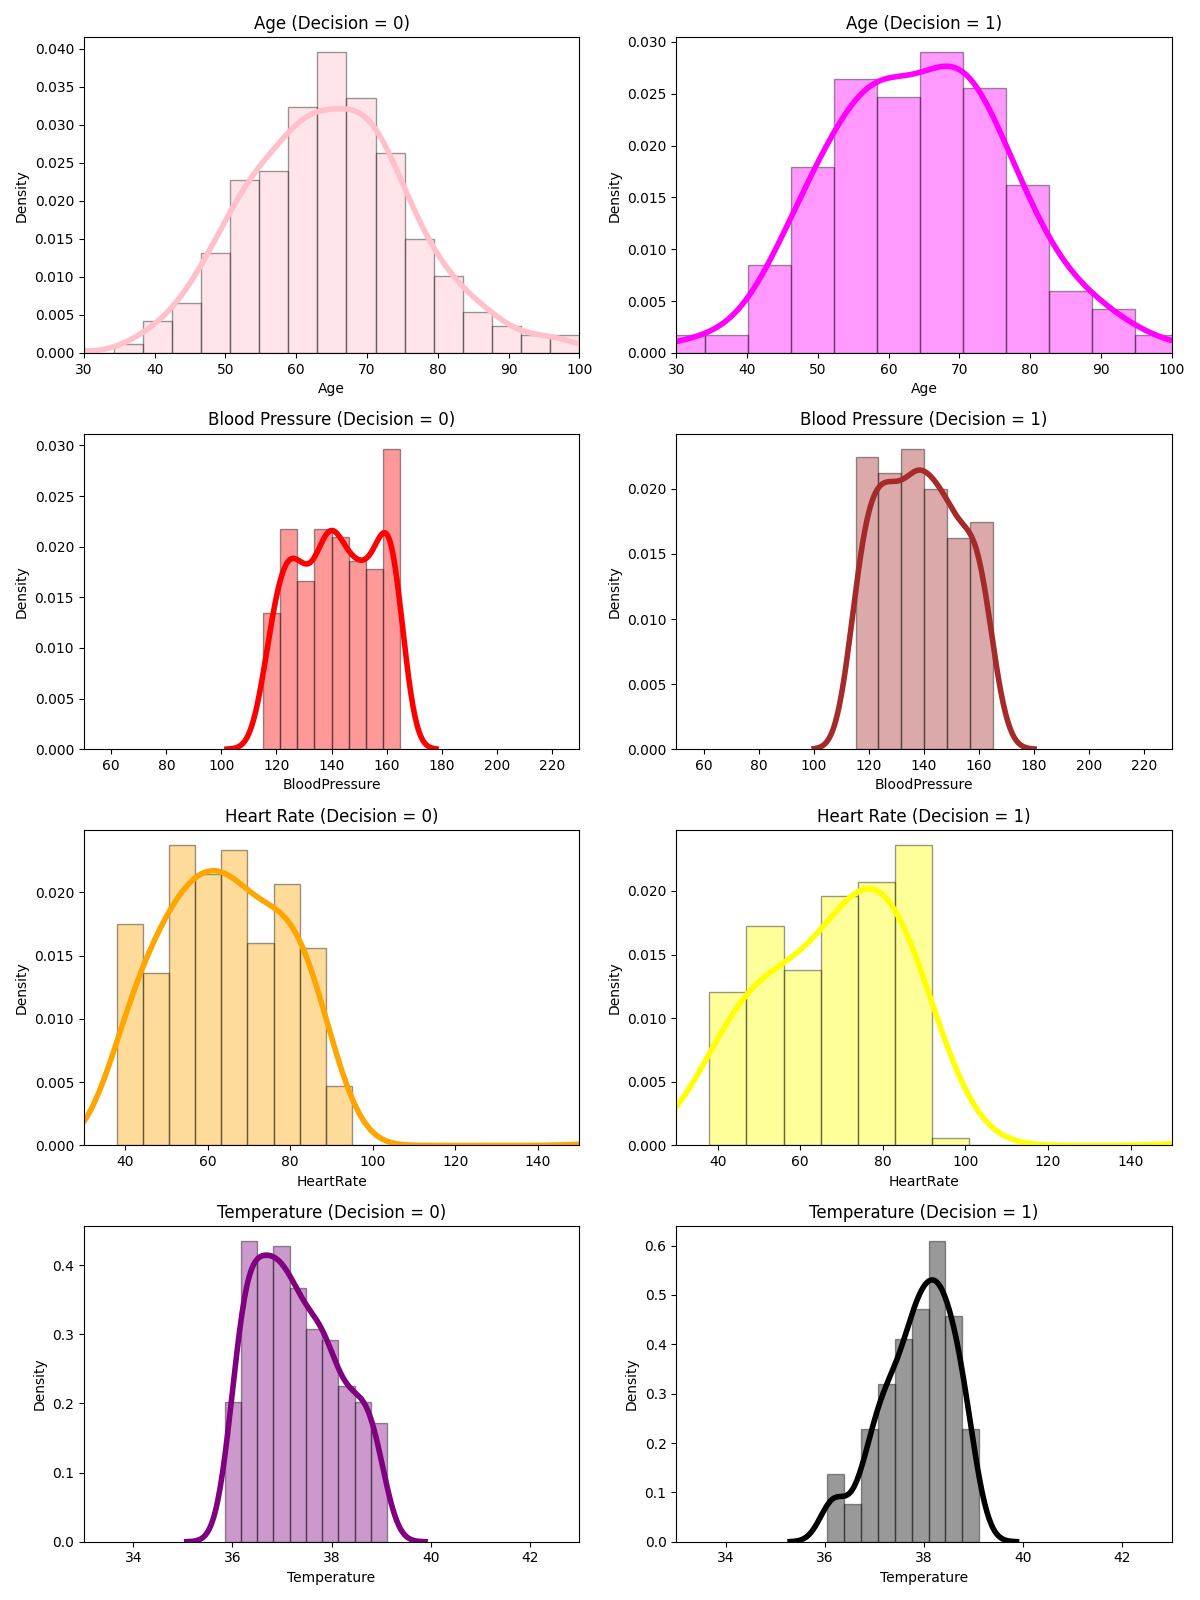 Age (Decision = 0)
Age (Decision = 1)
0.040
0.035
0.030
0.025
0.020
0.015
0.010
0.005
0.000
Density
30 40 50 60 70 80 90 100
Age
0.030
0.025
0.020
0.015
0.010
0.005
0.000
Density
30 40 50 60 70 80 90 100
Age
Blood Pressure (Decision = 0)
Blood Pressure (Decision = 1)
0.030
0.025
0.020
0.015
0.010
0.005
0.000
Density
60 80 100 120 140 160 180 200 220
BloodPressure
0.020
0.015
0.010
0.005
0.000
Density
60 80 100 120 140 160 180 200 220
BloodPressure
Heart Rate (Decision = 0)
Heart Rate (Decision = 1)
0.020
0.015
0.010
0.005
0.000
Density
40 60 80 100 120 140
HeartRate
0.020
0.015
0.010
0.005
0.000
Density
40 60 80 100 120 140
HeartRate
Temperature (Decision = 0)
Temperature (Decision = 1)
0.4
0.3
0.2
0.1
0.0
Density
34 36 38 40 42
Temperature
0.6
0.5
0.4
0.3
0.2
0.1
0.0
Density
34 36 38 40 42
Temperature